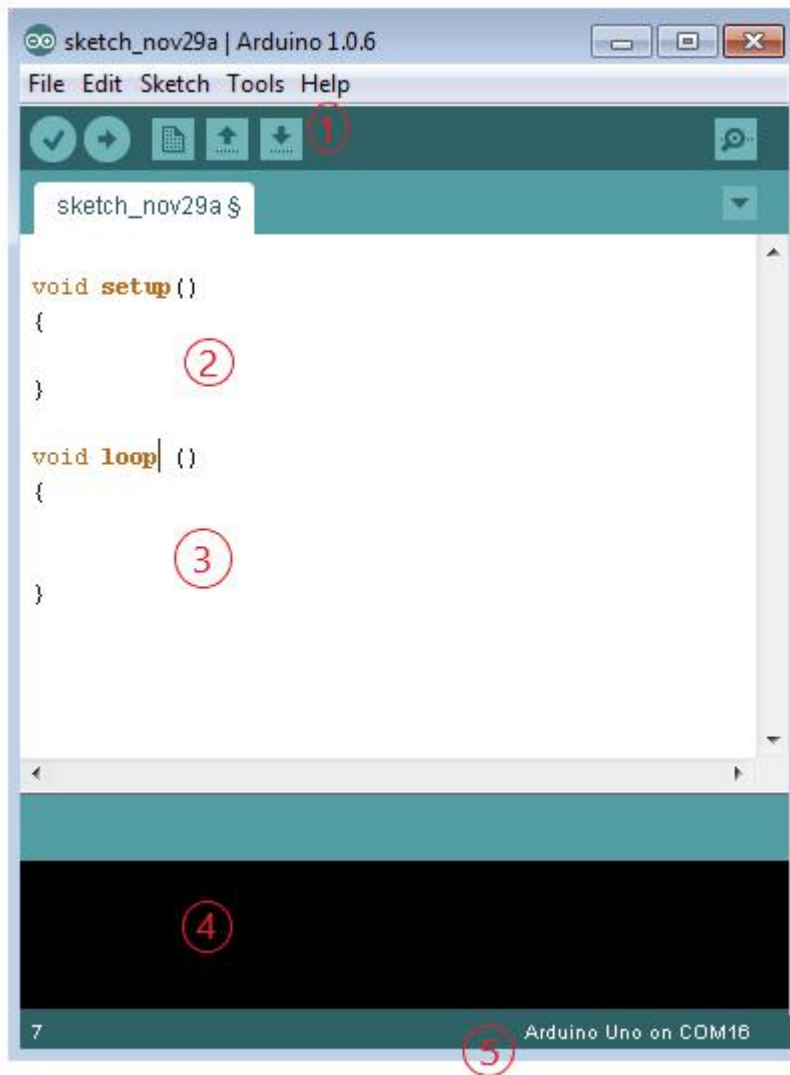 sketch_nov29a | Arduino 1.0.6
File Edit Sketch Tools Help
1
sketch_nov29a §
void setup()
{
2
}
void loop ()
{
3
}
4
7
Arduino Uno on COM16
5